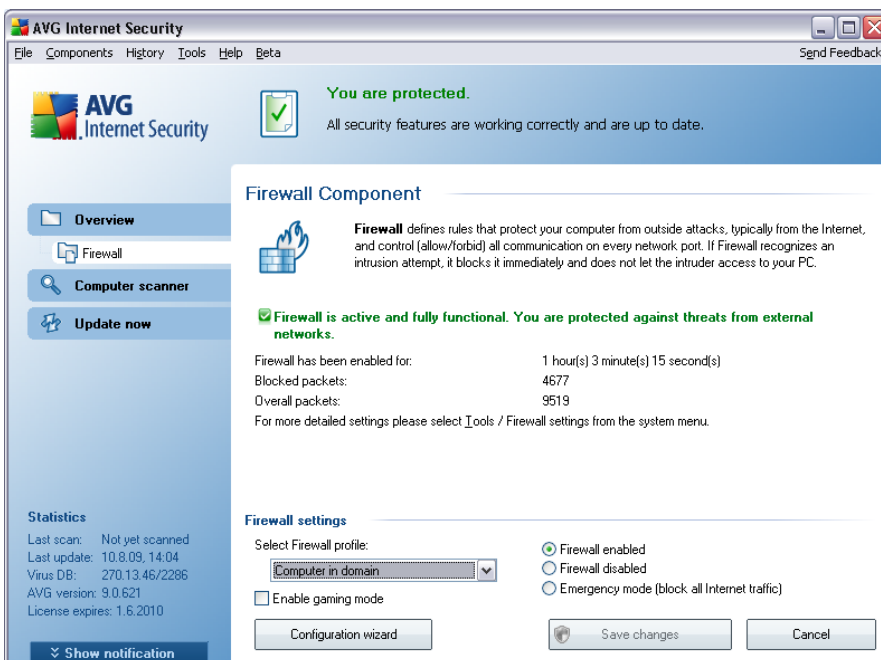 AVG Internet Security
File Components History Tools Help Beta
Send Feedback
AVG
Internet Security
You are protected.
All security features are working correctly and are up to date.
Overview
Firewall
Computer scanner
Update now
Firewall Component
Firewall defines rules that protect your computer from outside attacks, typically from the Internet,
and control (allow/forbid) all communication on every network port. If Firewall recognizes an
intrusion attempt, it blocks it immediately and does not let the intruder access to your PC.
Firewall is active and fully functional. You are protected against threats from external
networks.
Firewall has been enabled for: 1 hour(s) 3 minute(s) 15 second(s)
Blocked packets: 4677
Overall packets: 9519
For more detailed settings please select Tools / Firewall settings from the system menu.
Statistics
Last scan: Not yet scanned
Last update: 10.8.09, 14:04
Virus DB: 270.13.46/2286
AVG version: 9.0.621
License expires: 1.6.2010
Show notification
Firewall settings
Select Firewall profile:
Computer in domain
Enable gaming mode
Firewall enabled
Firewall disabled
Emergency mode (block all Internet traffic)
Configuration wizard
Save changes
Cancel